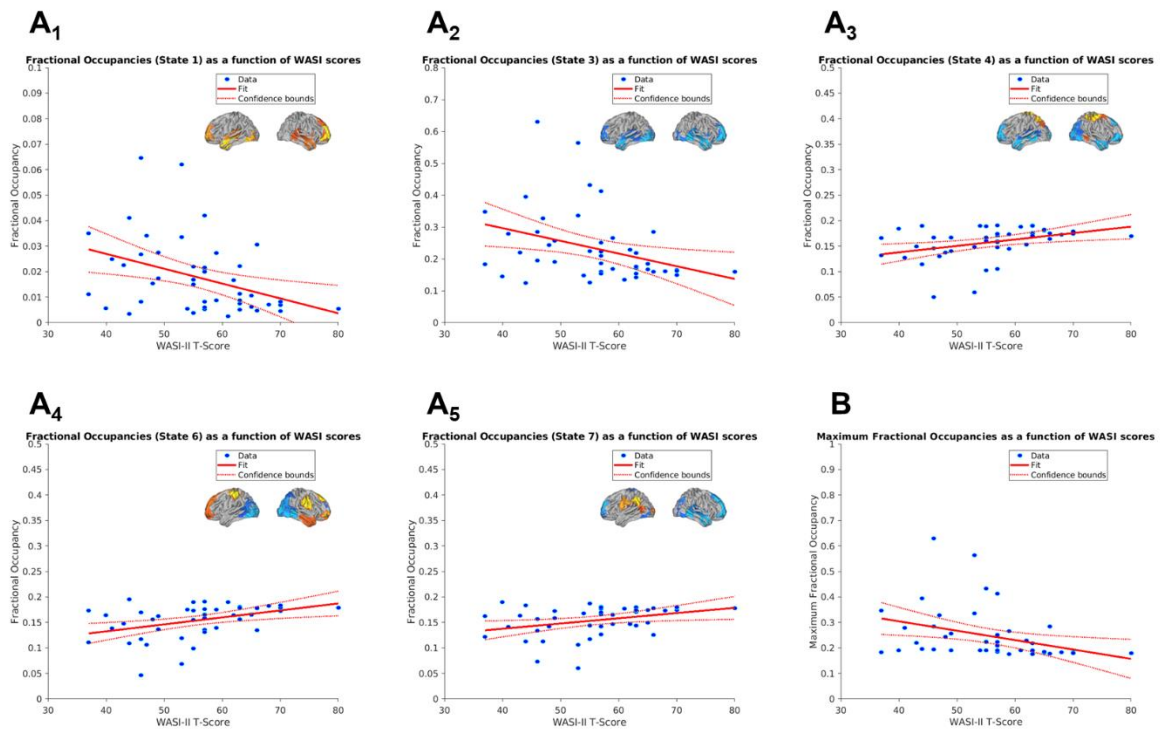 A1
Fractional Occupancies (State 1) as a function of WASI scores
Data
Fit
Confidence bounds
Fractional Occupancy
0.1
0.09
0.08
0.07
0.06
0.05
0.04
0.03
0.02
0.01
0
30 40 50 60 70 80
WASI-II T-Score
A2
Fractional Occupancies (State 3) as a function of WASI scores
Data
Fit
Confidence bounds
Fractional Occupancy
0.8
0.7
0.6
0.5
0.4
0.3
0.2
0.1
0
30 40 50 60 70 80
WASI-II T-Score
A3
Fractional Occupancies (State 4) as a function of WASI scores
Data
Fit
Confidence bounds
Fractional Occupancy
0.5
0.45
0.4
0.35
0.3
0.25
0.2
0.15
0.1
0.05
0
30 40 50 60 70 80
WASI-II T-Score
A4
Fractional Occupancies (State 6) as a function of WASI scores
Data
Fit
Confidence bounds
Fractional Occupancy
0.5
0.45
0.4
0.35
0.3
0.25
0.2
0.15
0.1
0.05
0
30 40 50 60 70 80
WASI-II T-Score
A5
Fractional Occupancies (State 7) as a function of WASI scores
Data
Fit
Confidence bounds
Fractional Occupancy
0.5
0.45
0.4
0.35
0.3
0.25
0.2
0.15
0.1
0.05
0
30 40 50 60 70 80
WASI-II T-Score
B
Maximum Fractional Occupancies as a function of WASI scores
Data
Fit
Confidence bounds
Maximum Fractional Occupancy
1
0.9
0.8
0.7
0.6
0.5
0.4
0.3
0.2
0.1
0
30 40 50 60 70 80
WASI-II T-Score